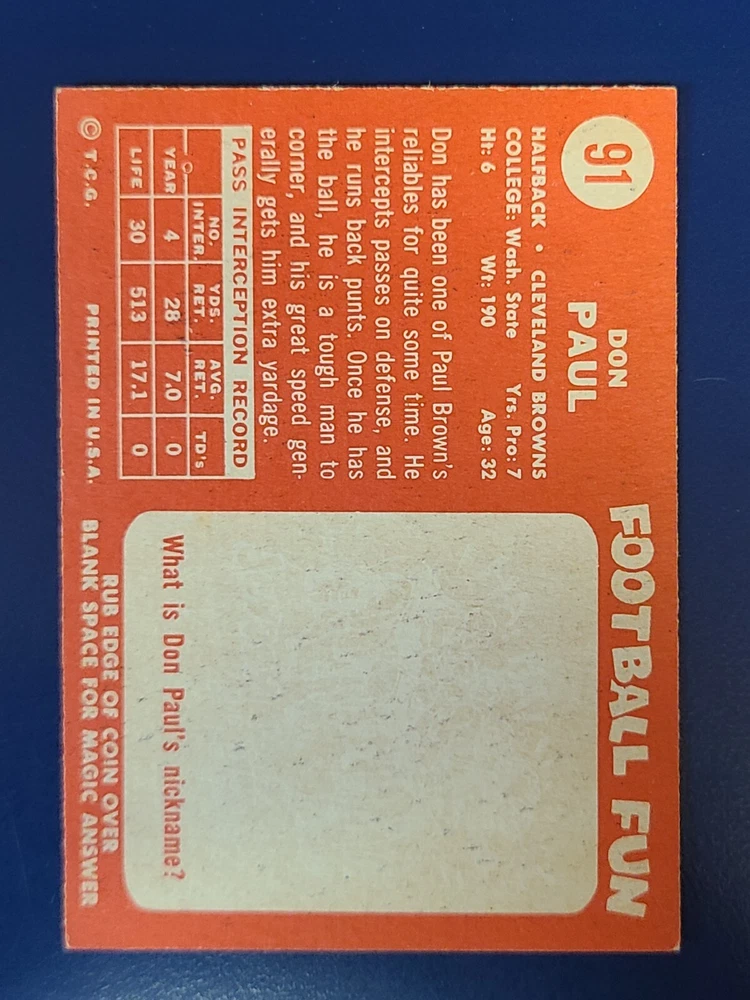 91
DON
PAUL
HALFBACK • CLEVELAND BROWNS
COLLEGE: Wash. State Yrs. Pro: 7
Ht: 6 Wt: 190 Age: 32
Don has been one of Paul Brown's
reliables for quite some time. He
intercepts passes on defense, and
he runs back punts. Once he has
the ball, he is a tough man to
corner, and his great speed gen-
erally gets him extra yardage.
PASS INTERCEPTION RECORD
NO. INTER. YDS. RET. AVG. RET. TD's
YEAR 4 28 7.0 0
LIFE 30 513 17.1 0
© T.C.G. PRINTED IN U.S.A.
FOOTBALL FUN
What is Don Paul's nickname?
RUB EDGE OF COIN OVER
BLANK SPACE FOR MAGIC ANSWER